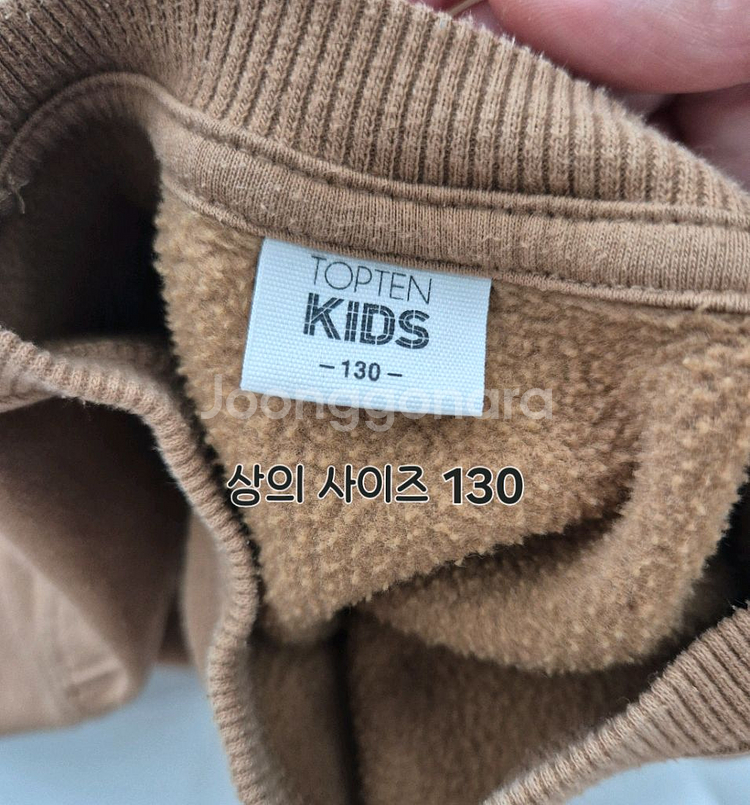 TOPTEN
KIDS
-130-
Joonggonara
상의 사이즈 130